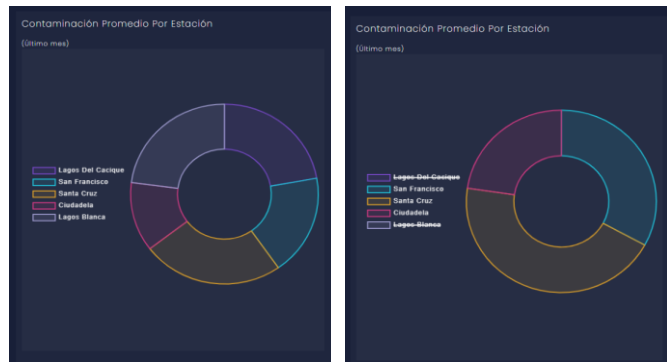 Contaminación Promedio Por Estación
(Último mes)
Lagos Del Cacique
San Francisco
Santa Cruz
Ciudadela
Lagos Blanca
Contaminación Promedio Por Estación
(Último mes)
Lagos Del Cacique
San Francisco
Santa Cruz
Ciudadela
Lagos Blanca